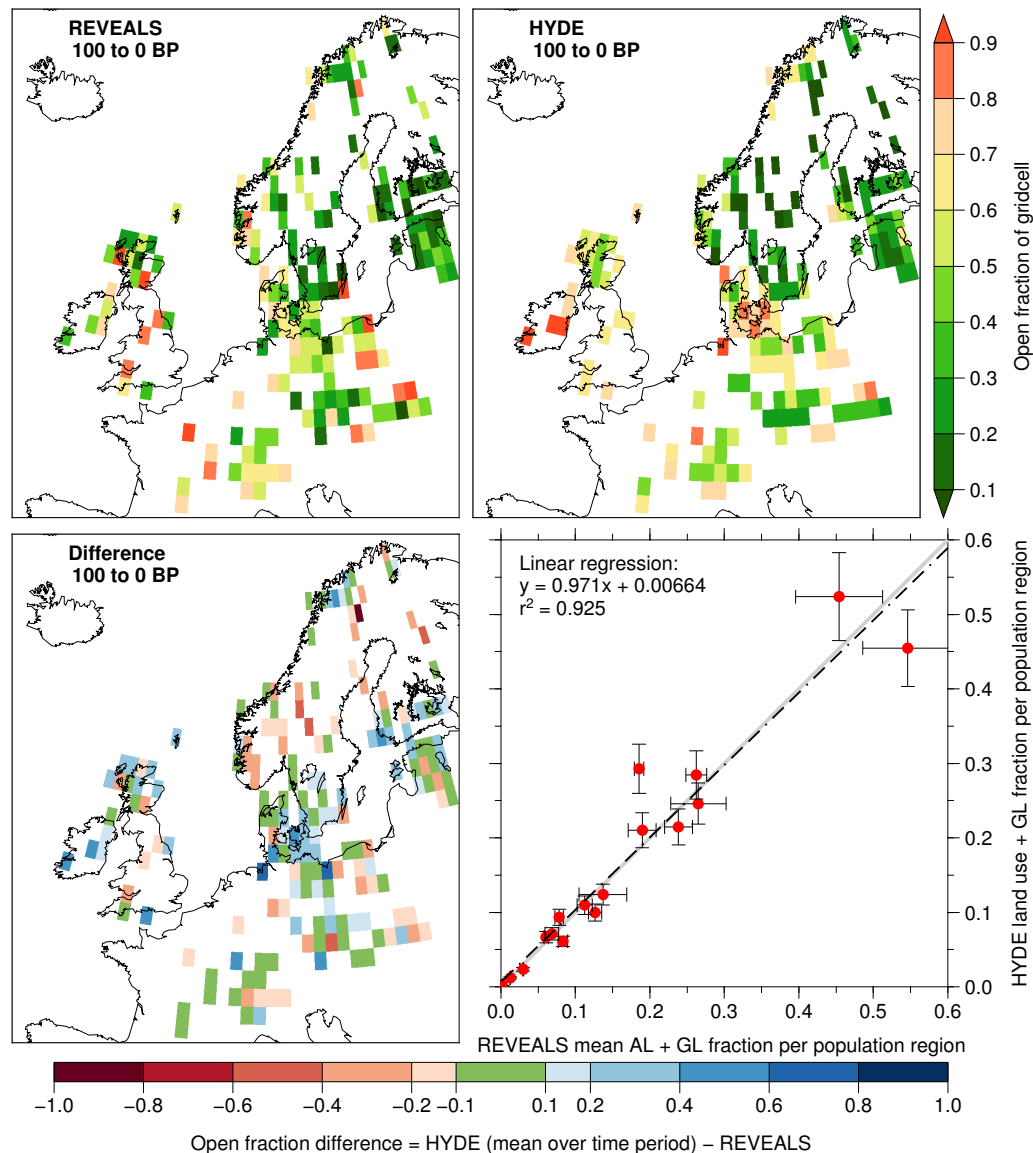 REVEALS
100 to 0 BP
HYDE
100 to 0 BP
0.9
0.8
0.7
0.6
0.5
0.4
0.3
0.2
0.1
Open fraction of gridcell
Difference
100 to 0 BP
Linear regression:
y = 0.971x + 0.00664
r² = 0.925
0.6
0.5
0.4
0.3
0.2
0.1
0.0
HYDE land use + GL fraction per population region
0.0 0.1 0.2 0.3 0.4 0.5 0.6
REVEALS mean AL + GL fraction per population region
−1.0 −0.8 −0.6 −0.4 −0.2 −0.1 0.1 0.2 0.4 0.6 0.8 1.0
Open fraction difference = HYDE (mean over time period) − REVEALS